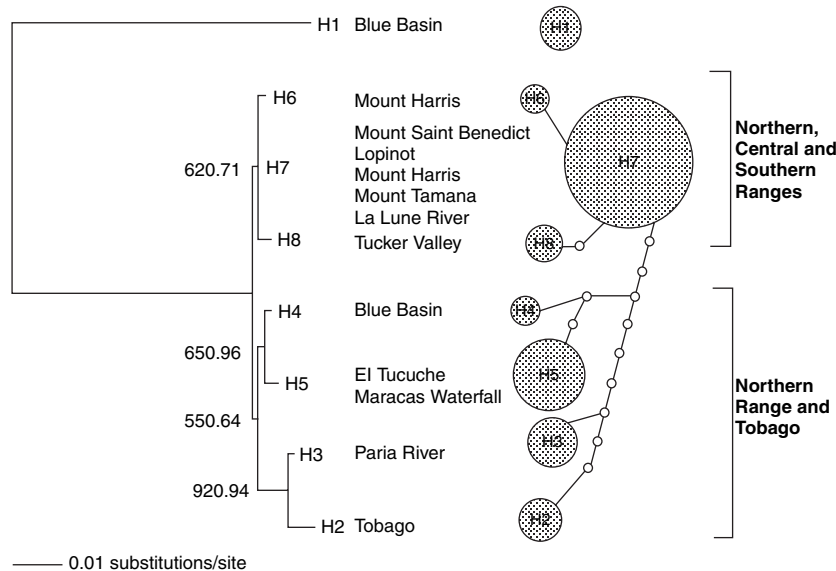 H1 Blue Basin H1
H6 Mount Harris H6
620.71 H7 Mount Saint Benedict
Lopinot
Mount Harris
Mount Tamana
La Lune River
H7
H8 Tucker Valley H8
Northern,
Central and
Southern
Ranges
H4 Blue Basin H4
650.96
H5 El Tucuche
Maracas Waterfall
H5
550.64
H3 Paria River H3
920.94
H2 Tobago H2
Northern
Range and
Tobago
0.01 substitutions/site